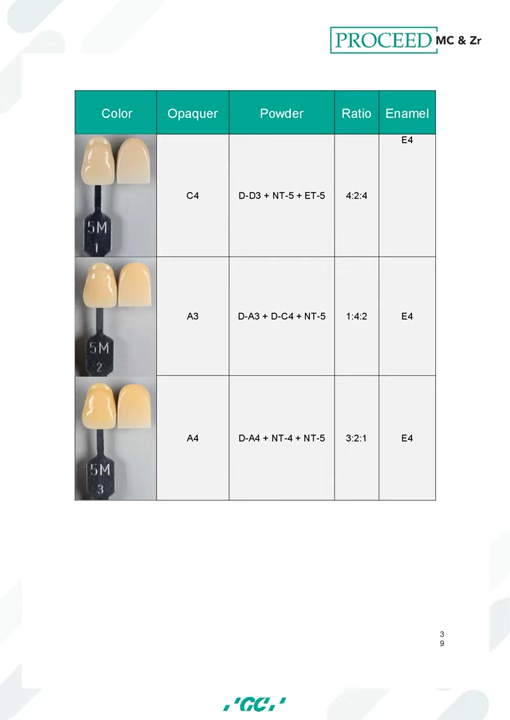 PROCEED MC & Zr
Color Opaquer Powder Ratio Enamel
5M
1
C4 D-D3 + NT-5 + ET-5 4:2:4 E4
5M
2
A3 D-A3 + D-C4 + NT-5 1:4:2 E4
5M
3
A4 D-A4 + NT-4 + NT-5 3:2:1 E4
3
9
GC